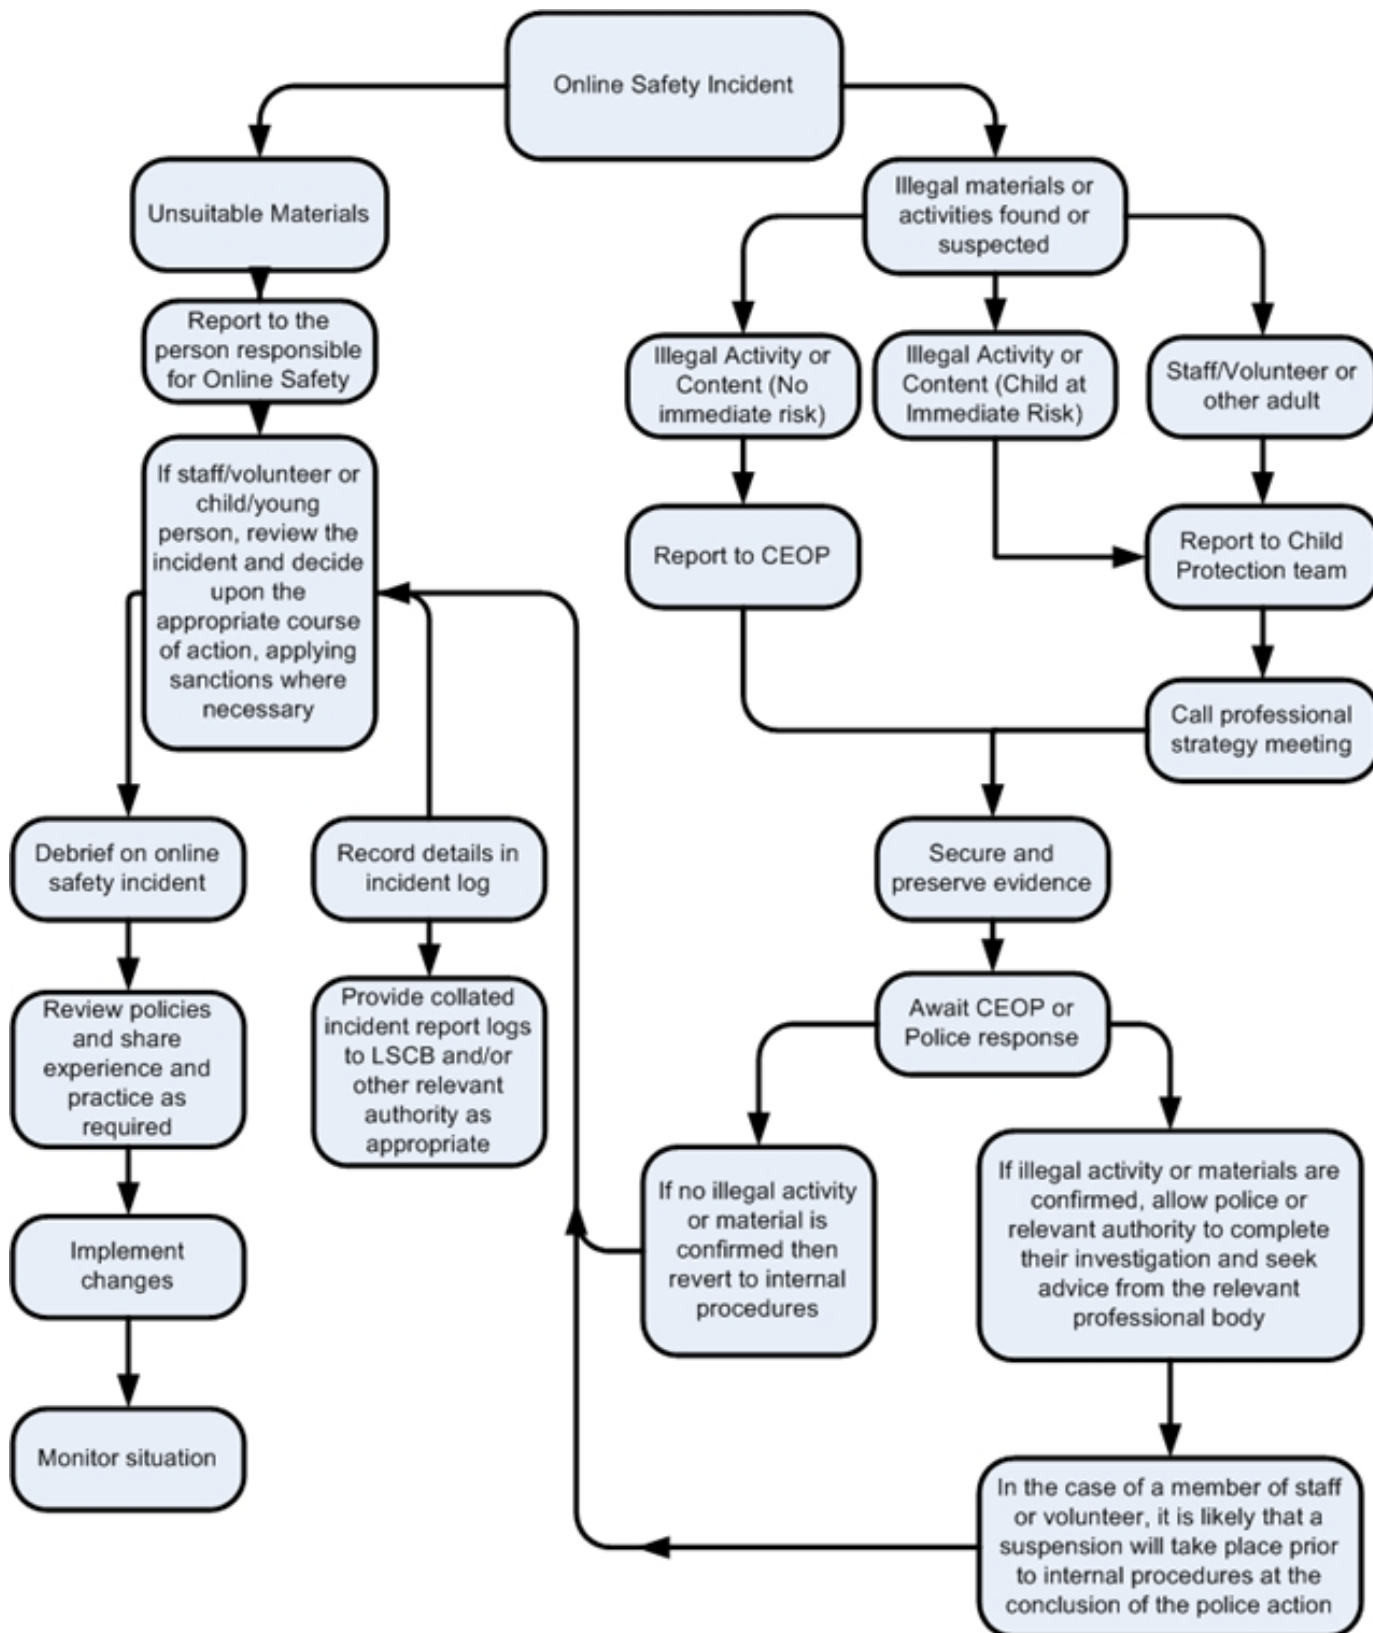 Online Safety Incident
Unsuitable Materials
Illegal materials or
activities found or
suspected
Report to the
person responsible
for Online Safety
Illegal Activity or
Content (No
immediate risk)
Illegal Activity or
Content (Child at
Immediate Risk)
Staff/Volunteer or
other adult
If staff/volunteer or
child/young
person, review the
incident and decide
upon the
appropriate course
of action, applying
sanctions where
necessary
Report to CEOP
Report to Child
Protection team
Call professional
strategy meeting
Debrief on online
safety incident
Record details in
incident log
Secure and
preserve evidence
Review policies
and share
experience and
practice as
required
Provide collated
incident report logs
to LSCB and/or
other relevant
authority as
appropriate
Await CEOP or
Police response
If no illegal activity
or material is
confirmed then
revert to internal
procedures
If illegal activity or materials are
confirmed, allow police or
relevant authority to complete
their investigation and seek
advice from the relevant
professional body
Implement
changes
Monitor situation
In the case of a member of staff
or volunteer, it is likely that a
suspension will take place prior
to internal procedures at the
conclusion of the police action